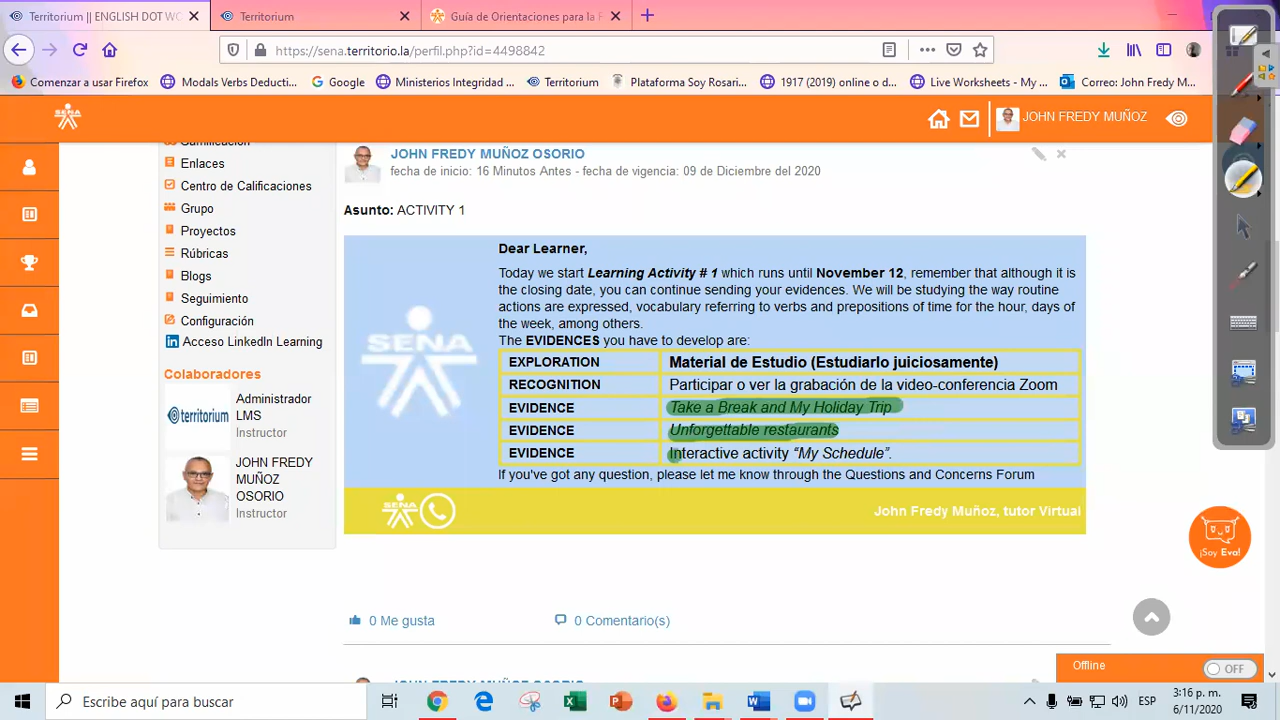 Territorium || ENGLISH DOT WO
Territorium
Guía de Orientaciones para la F
https://sena.territorio.la/perfil.php?id=4498842
Comenzar a usar Firefox
Modals Verbs Deducti...
Google
Ministerios Integridad ...
Territorium
Plataforma Soy Rosari...
1917 (2019) online o d...
Live Worksheets - My ...
Correo: John Fredy M...
SENA
JOHN FREDY MUÑOZ
Gamificación
Enlaces
Centro de Calificaciones
Grupo
Proyectos
Rúbricas
Blogs
Seguimiento
Configuración
Acceso LinkedIn Learning
Colaboradores
territorium
Administrador
LMS
Instructor
JOHN FREDY
MUÑOZ
OSORIO
Instructor
JOHN FREDY MUÑOZ OSORIO
fecha de inicio: 16 Minutos Antes - fecha de vigencia: 09 de Diciembre del 2020
Asunto: ACTIVITY 1
SENA
Dear Learner,
Today we start Learning Activity # 1 which runs until November 12, remember that although it is
the closing date, you can continue sending your evidences. We will be studying the way routine
actions are expressed, vocabulary referring to verbs and prepositions of time for the hour, days of
the week, among others.
The EVIDENCES you have to develop are:
EXPLORATION Material de Estudio (Estudiarlo juiciosamente)
RECOGNITION Participar o ver la grabación de la video-conferencia Zoom
EVIDENCE Take a Break and My Holiday Trip
EVIDENCE Unforgettable restaurants
EVIDENCE Interactive activity “My Schedule”.
If you've got any question, please let me know through the Questions and Concerns Forum
SENA
John Fredy Muñoz, tutor Virtual
0 Me gusta
0 Comentario(s)
JOHN FREDY MUÑOZ OSORIO
¡Soy Eva!
Offline
OFF
Escribe aquí para buscar
ESP
3:16 p. m.
6/11/2020